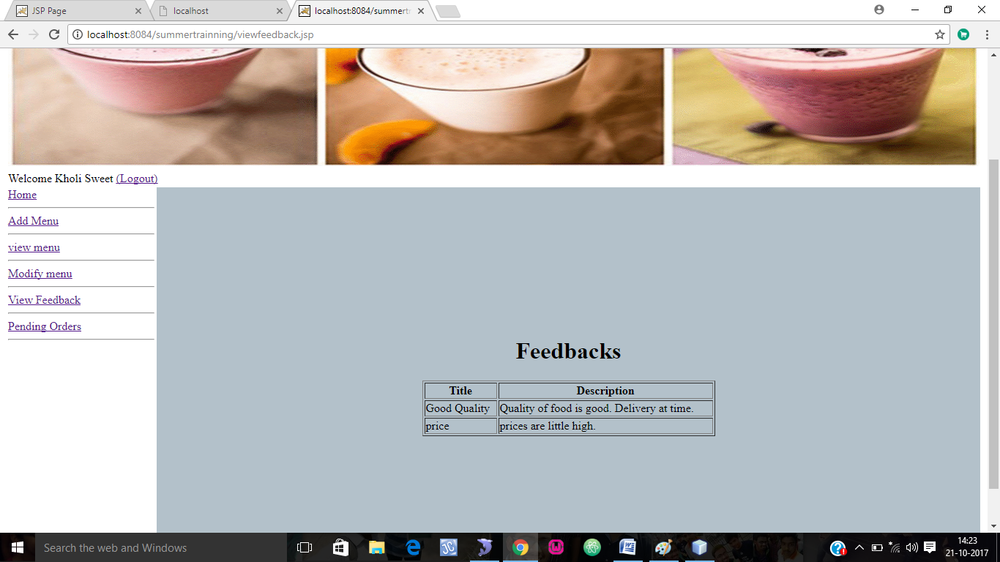 JSP Page
localhost
localhost:8084/summert
localhost:8084/summertrainning/viewfeedback.jsp
Welcome Kholi Sweet (Logout)
Home
Add Menu
view menu
Modify menu
View Feedback
Pending Orders
Feedbacks
Title Description
Good Quality Quality of food is good. Delivery at time.
price prices are little high.
Search the web and Windows
14:23
21-10-2017